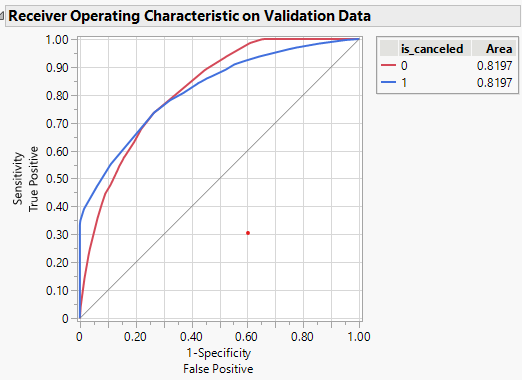 Receiver Operating Characteristic on Validation Data
is_canceled Area
0 0.8197
1 0.8197
Sensitivity
True Positive
1.00
0.90
0.80
0.70
0.60
0.50
0.40
0.30
0.20
0.10
0
0 0.20 0.40 0.60 0.80 1.00
1-Specificity
False Positive